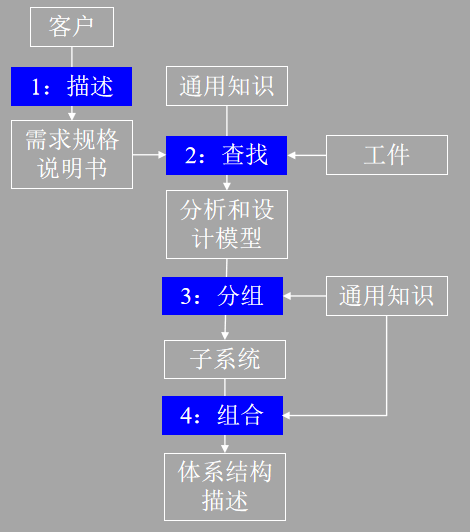 客户
1：描述
通用知识
需求规格
说明书
2：查找
工件
分析和设
计模型
3：分组
通用知识
子系统
4：组合
体系结构
描述